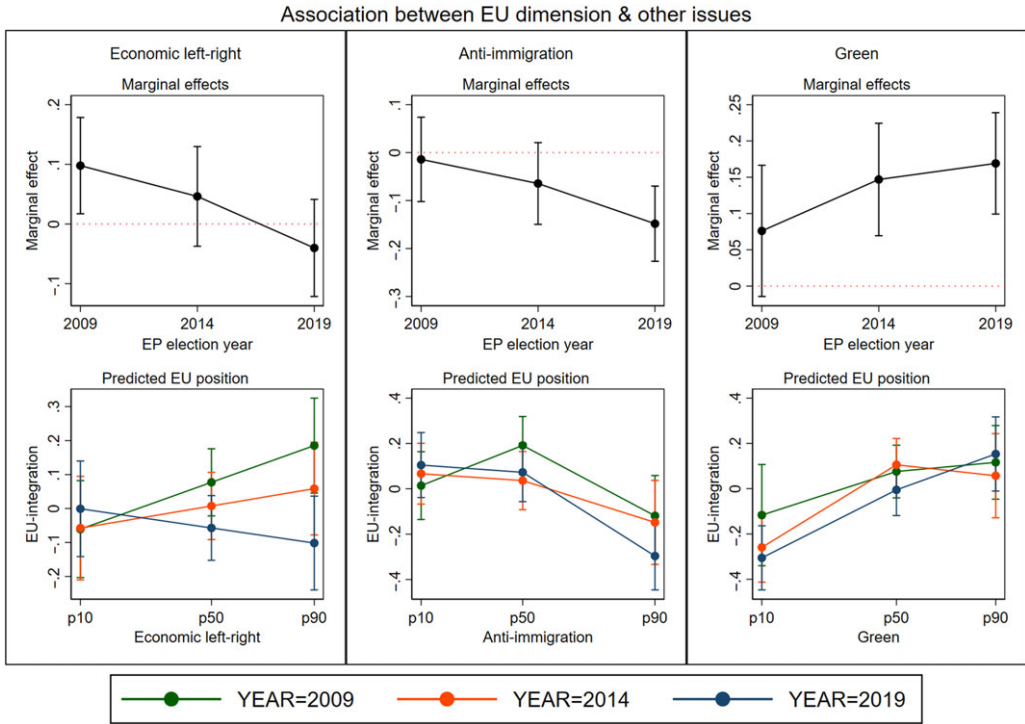 Association between EU dimension & other issues
Economic left-right
Marginal effects
Marginal effect
.2
.1
0
-.1
2009 2014 2019
EP election year
Predicted EU position
EU-integration
.3
.2
.1
0
-.1
-.2
p10 p50 p90
Economic left-right
Anti-immigration
Marginal effects
Marginal effect
.1
0
-.1
-.2
-.3
2009 2014 2019
EP election year
Predicted EU position
EU-integration
.4
.2
0
-.2
-.4
p10 p50 p90
Anti-immigration
Green
Marginal effects
Marginal effect
.25
.2
.15
.1
.05
0
2009 2014 2019
EP election year
Predicted EU position
EU-integration
.4
.2
0
-.2
-.4
p10 p50 p90
Green
YEAR=2009 YEAR=2014 YEAR=2019